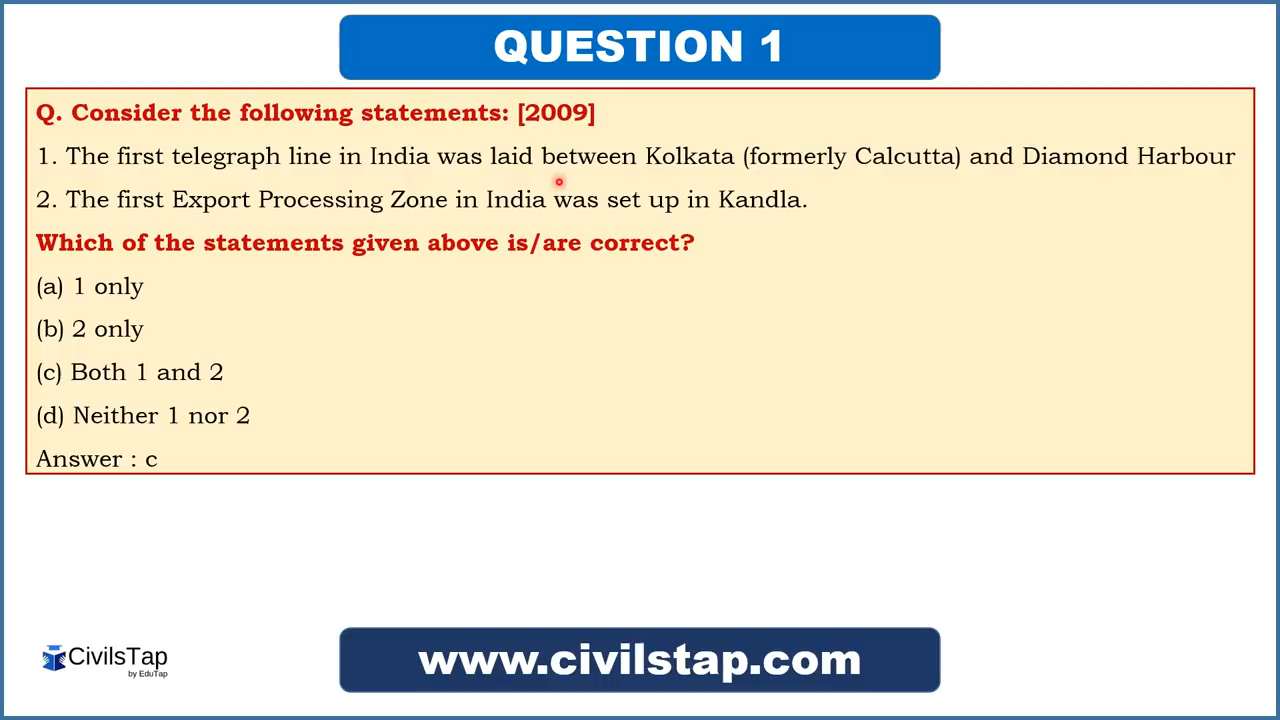 QUESTION 1
Q. Consider the following statements: [2009]
1. The first telegraph line in India was laid between Kolkata (formerly Calcutta) and Diamond Harbour
2. The first Export Processing Zone in India was set up in Kandla.
Which of the statements given above is/are correct?
(a) 1 only
(b) 2 only
(c) Both 1 and 2
(d) Neither 1 nor 2
Answer : c
CivilsTap
by EduTap
www.civilstap.com